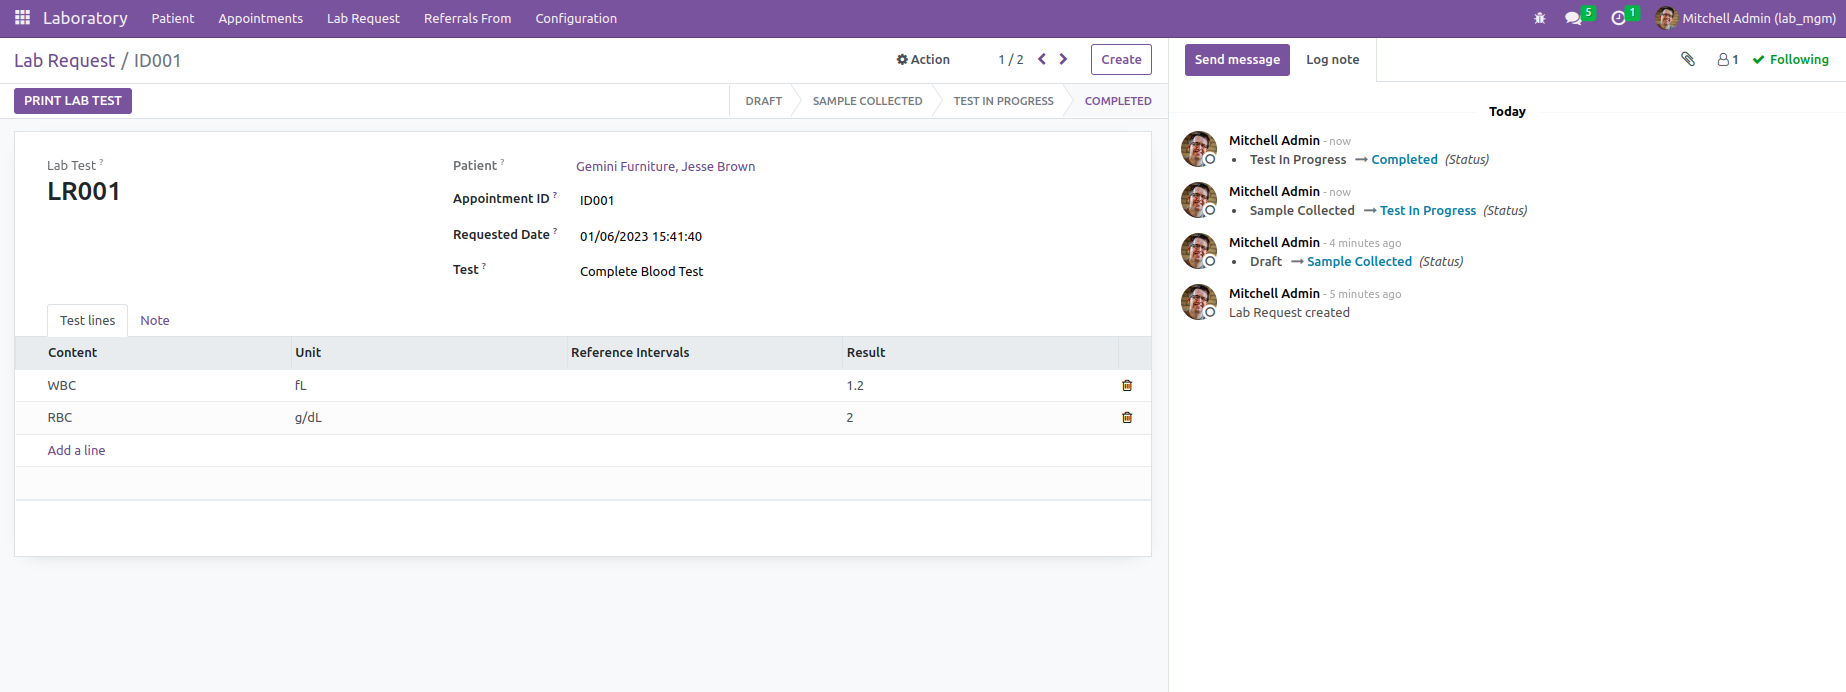 Laboratory Patient Appointments Lab Request Referrals From Configuration 5 1 Mitchell Admin (lab_mgm)
Lab Request / ID001 Action 1 / 2 Create
PRINT LAB TEST DRAFT SAMPLE COLLECTED TEST IN PROGRESS COMPLETED
Lab Test ?
LR001
Patient ? Gemini Furniture, Jesse Brown
Appointment ID ? ID001
Requested Date ? 01/06/2023 15:41:40
Test ? Complete Blood Test
Test lines Note
Content Unit Reference Intervals Result
WBC fL 1.2
RBC g/dL 2
Add a line
Send message Log note 1 Following
Today
Mitchell Admin - now
• Test In Progress → Completed (Status)
Mitchell Admin - now
• Sample Collected → Test In Progress (Status)
Mitchell Admin - 4 minutes ago
• Draft → Sample Collected (Status)
Mitchell Admin - 5 minutes ago
Lab Request created